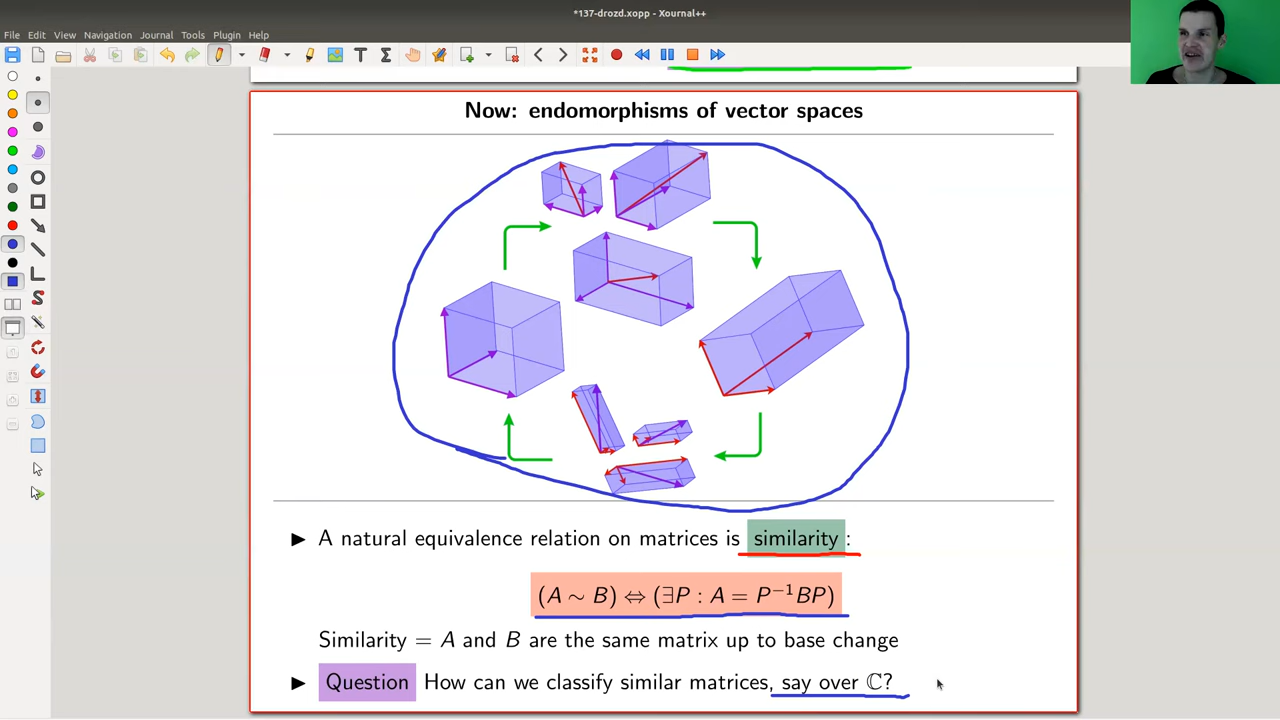 *137-drozd.xopp - Xournal++
File Edit View Navigation Journal Tools Plugin Help
Now: endomorphisms of vector spaces
► A natural equivalence relation on matrices is similarity :
(A ∼ B) ⇔ (∃P : A = P⁻¹BP)
Similarity = A and B are the same matrix up to base change
► Question How can we classify similar matrices, say over ℂ?